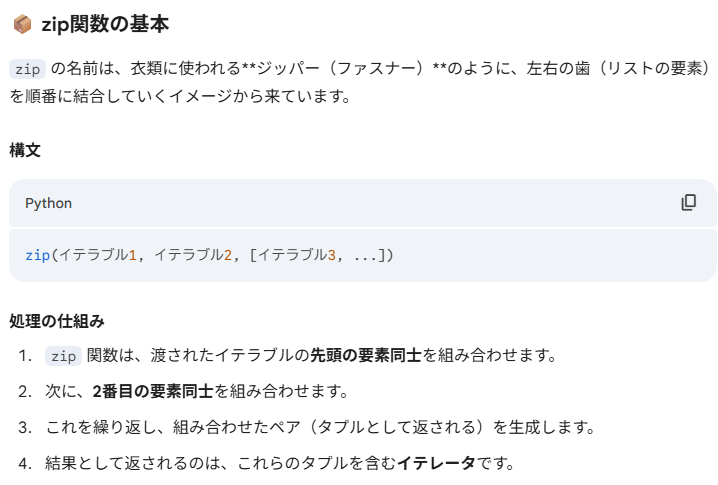 📦 zip関数の基本
zip の名前は、衣類に使われる**ジッパー（ファスナー）**のように、左右の歯（リストの要素）
を順番に結合していくイメージから来ています。
構文
Python
zip(イテラブル1, イテラブル2, [イテラブル3, ...])
処理の仕組み
1. zip 関数は、渡されたイテラブルの先頭の要素同士を組み合わせます。
2. 次に、2番目の要素同士を組み合わせます。
3. これを繰り返し、組み合わせたペア（タプルとして返される）を生成します。
4. 結果として返されるのは、これらのタプルを含むイテレータです。